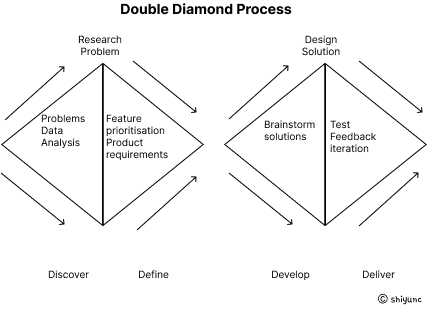 Double Diamond Process
Research
Problem
Design
Solution
Problems
Data
Analysis
Feature
prioritisation
Product
requirements
Brainstorm
solutions
Test
Feedback
iteration
Discover
Define
Develop
Deliver
© shiyunc